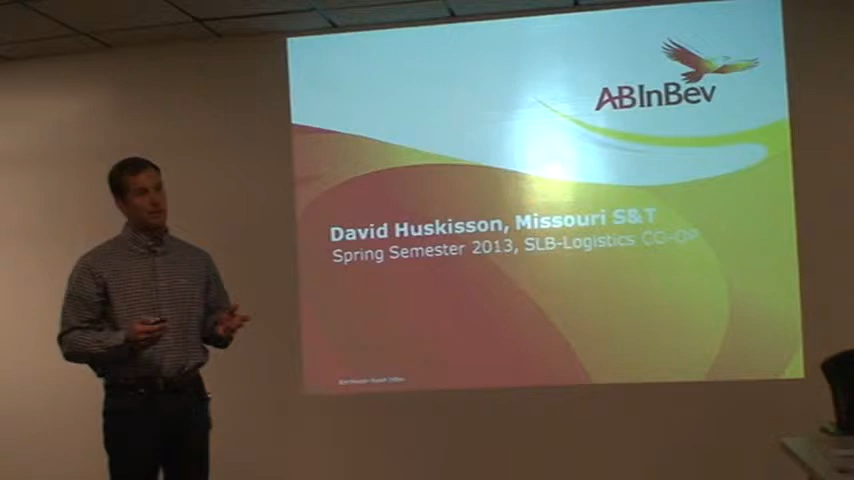 ABInBev
David Huskisson, Missouri S&T
Spring Semester 2013, SLB-Logistics CO-OP